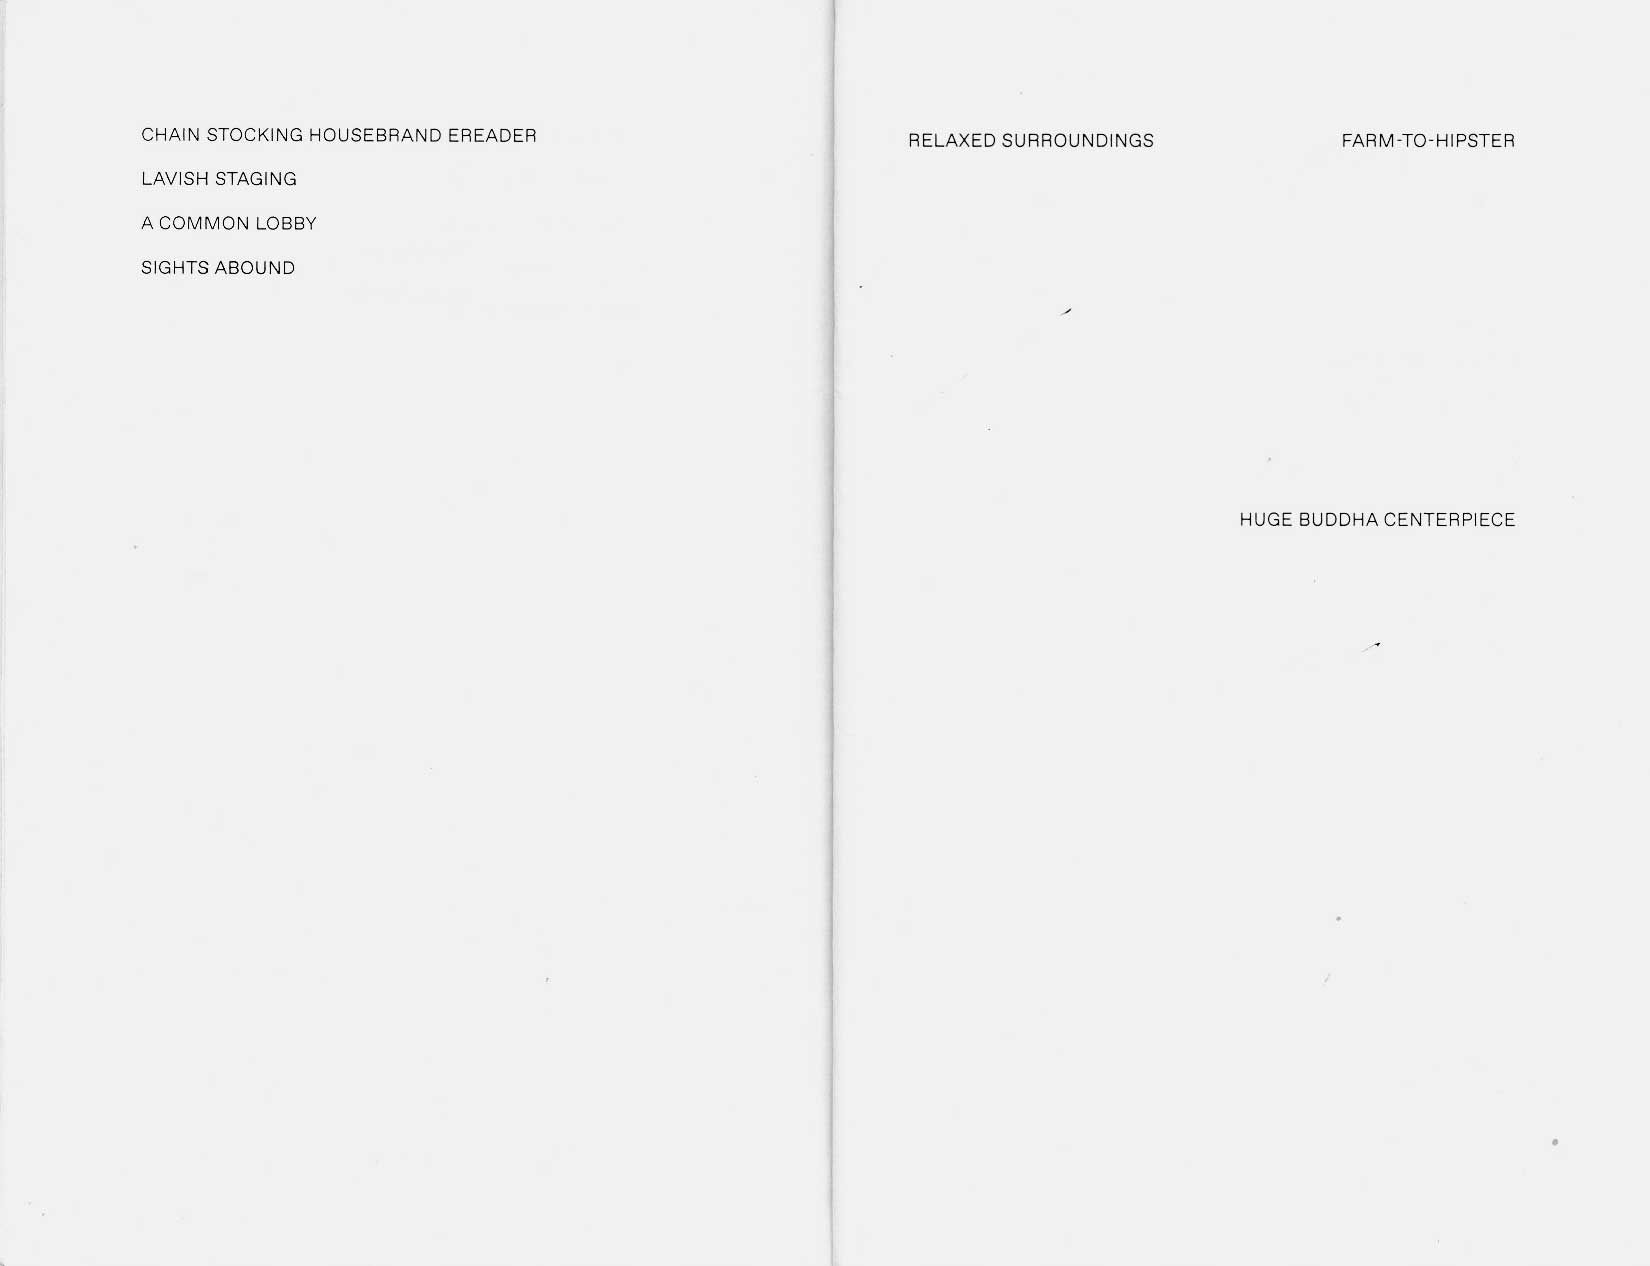 CHAIN STOCKING HOUSEBRAND EREADER
LAVISH STAGING
A COMMON LOBBY
SIGHTS ABOUND
RELAXED SURROUNDINGS
FARM-TO-HIPSTER
HUGE BUDDHA CENTERPIECE